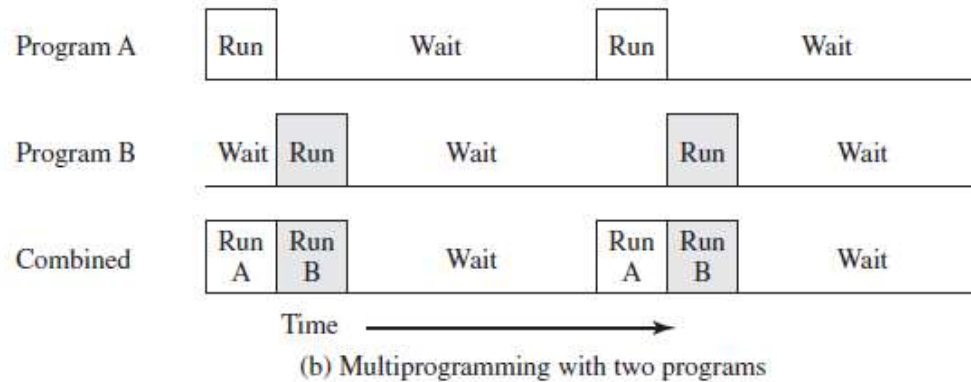 Program A Run Wait Run Wait
Program B Wait Run Wait Run Wait
Combined Run A Run B Wait Run A Run B Wait
Time
(b) Multiprogramming with two programs